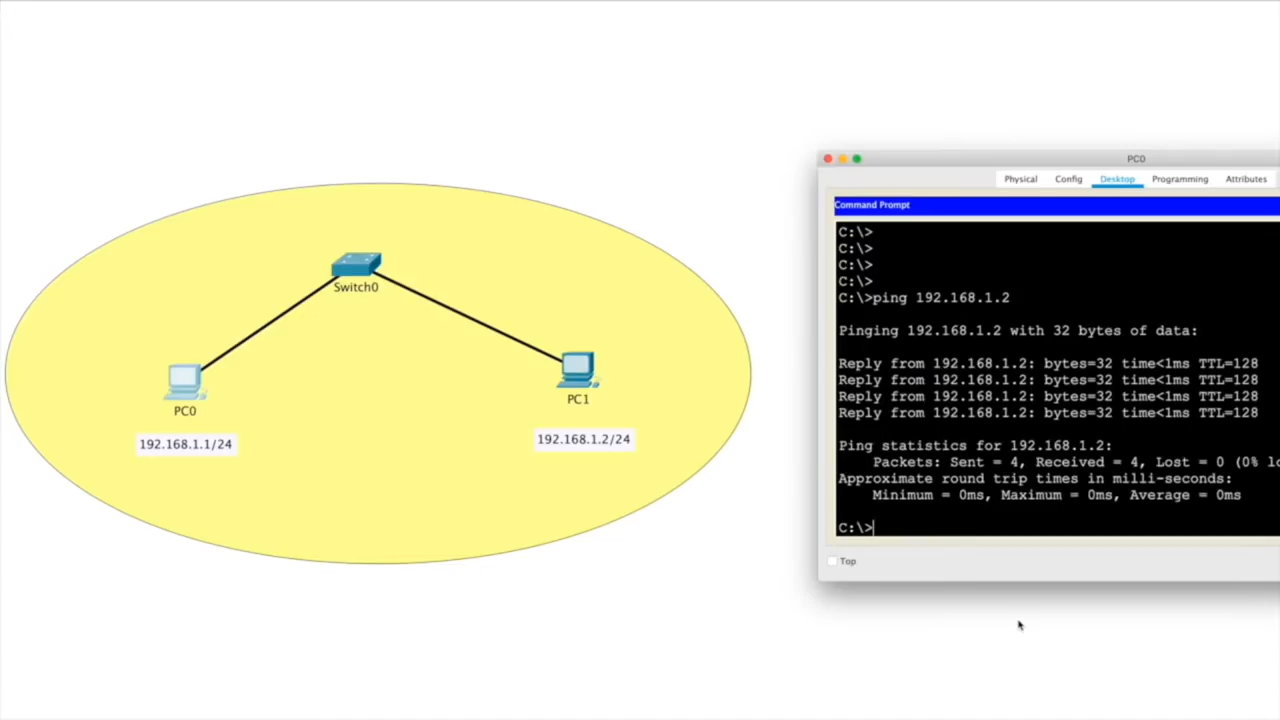 Switch0
PC0
192.168.1.1/24
PC1
192.168.1.2/24
PC0
Physical Config Desktop Programming Attributes
Command Prompt
C:\>
C:\>
C:\>
C:\>
C:\>ping 192.168.1.2
Pinging 192.168.1.2 with 32 bytes of data:
Reply from 192.168.1.2: bytes=32 time<1ms TTL=128
Reply from 192.168.1.2: bytes=32 time<1ms TTL=128
Reply from 192.168.1.2: bytes=32 time<1ms TTL=128
Reply from 192.168.1.2: bytes=32 time<1ms TTL=128
Ping statistics for 192.168.1.2:
Packets: Sent = 4, Received = 4, Lost = 0 (0%
Approximate round trip times in milli-seconds:
Minimum = 0ms, Maximum = 0ms, Average = 0ms
C:\>
Top